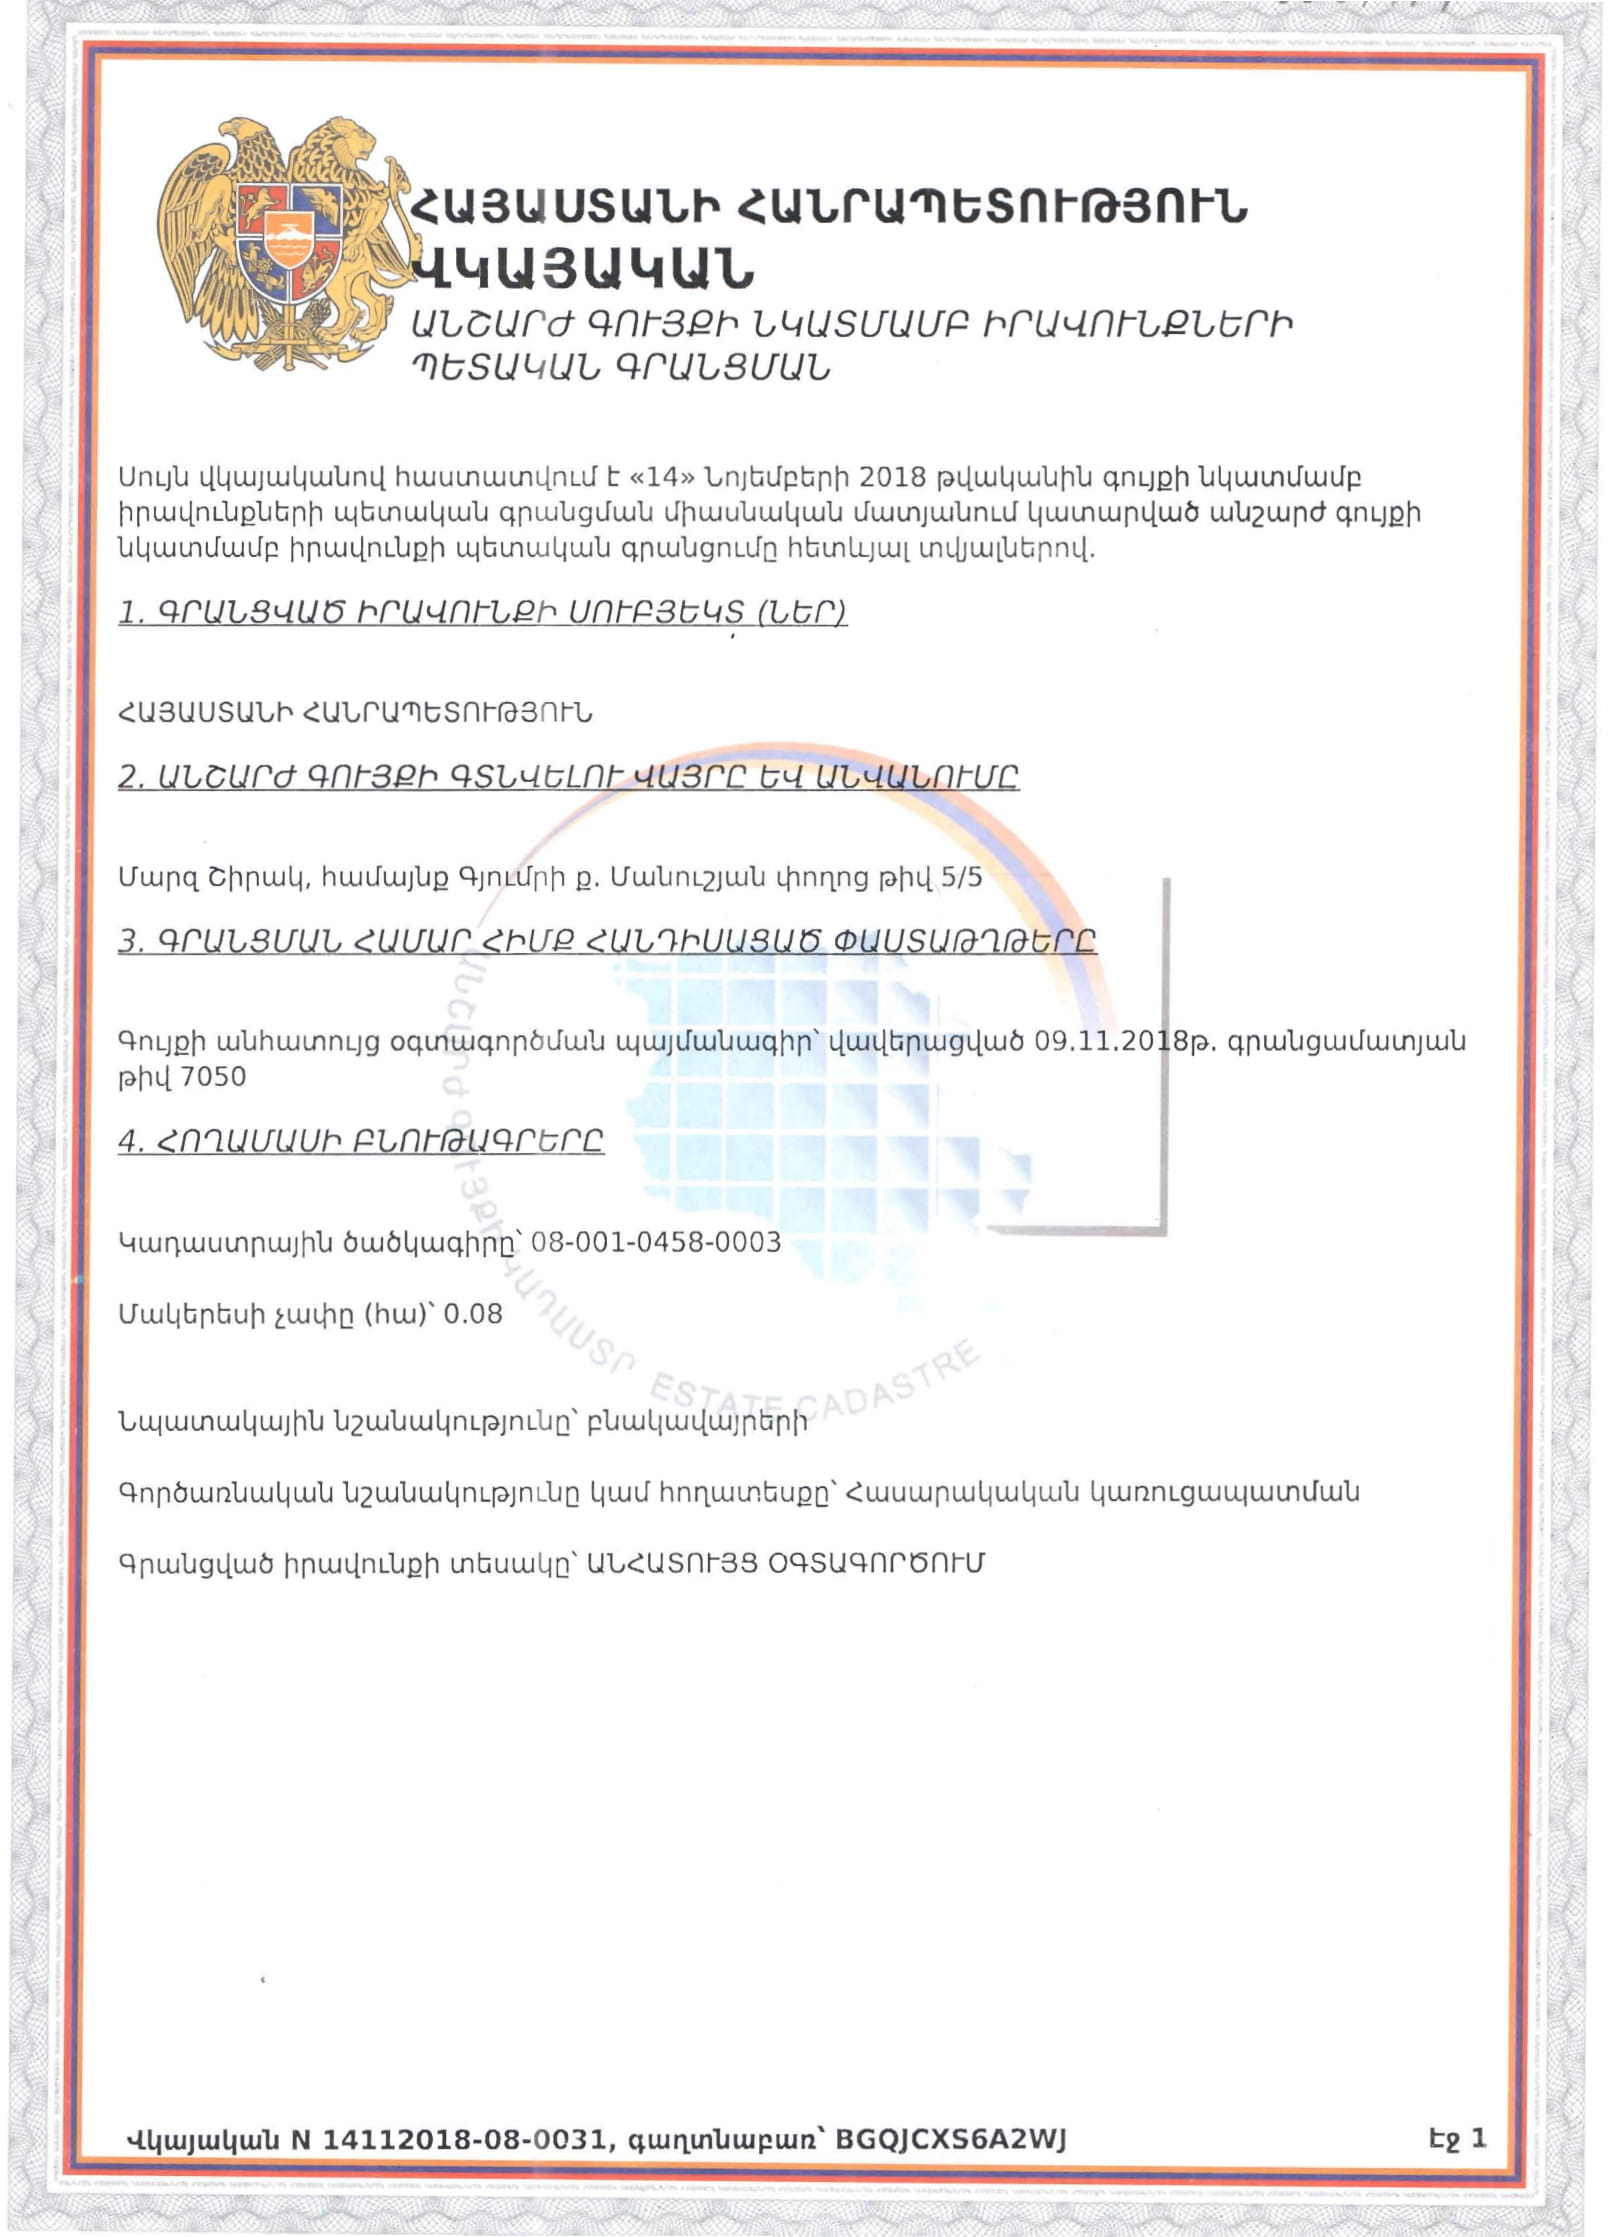 ՀԱՅԱՍՏԱՆԻ ՀԱՆՐԱՊԵՏՈՒԹՅՈՒՆ
ՎԿԱՅԱԿԱՆ
ԱՆՇԱՐԺ ԳՈՒՅՔԻ ՆԿԱՏՄԱՄԲ ԻՐԱՎՈՒՆՔՆԵՐԻ
ՊԵՏԱԿԱՆ ԳՐԱՆՑՄԱՆ
Սույն վկայականով հաստատվում է «14» Նոյեմբերի 2018 թվականին գույքի նկատմամբ
իրավունքների պետական գրանցման միասնական մատյանում կատարված անշարժ գույքի
նկատմամբ իրավունքի պետական գրանցումը հետևյալ տվյալներով.
1. ԳՐԱՆՑՎԱԾ ԻՐԱՎՈՒՆՔԻ ՍՈՒԲՅԵԿՏ (ՆԵՐ)
ՀԱՅԱՍՏԱՆԻ ՀԱՆՐԱՊԵՏՈՒԹՅՈՒՆ
2. ԱՆՇԱՐԺ ԳՈՒՅՔԻ ԳՏՆՎԵԼՈՒ ՎԱՅՐԸ ԵՎ ԱՆՎԱՆՈՒՄԸ
Մարզ Շիրակ, համայնք Գյումրի ք. Մանուշյան փողոց թիվ 5/5
3. ԳՐԱՆՑՄԱՆ ՀԱՄԱՐ ՀԻՄՔ ՀԱՆԴԻՍԱՑԱԾ ՓԱՍՏԱԹՂԹԵՐԸ
Գույքի անհատույց օգտագործման պայմանագիր՝ վավերացված 09.11.2018թ. գրանցամատյան
թիվ 7050
4. ՀՈՂԱՄԱՍԻ ԲՆՈՒԹԱԳՐԵՐԸ
Կադաստրային ծածկագիրը՝ 08-001-0458-0003
Մակերեսի չափը (հա)՝ 0.08
ԱՆՇԱՐԺ ԳՈՒՅՔԻ ԿԱԴԱՍՏՐ ESTATE CADASTRE
Նպատակային նշանակությունը՝ բնակավայրերի
Գործառնական նշանակությունը կամ հողատեսքը՝ Հասարակական կառուցապատման
Գրանցված իրավունքի տեսակը՝ ԱՆՀԱՏՈՒՅՑ ՕԳՏԱԳՈՐԾՈՒՄ
Վկայական N 14112018-08-0031, գաղտնաբառ՝ BGQJCXS6A2WJ
Էջ 1